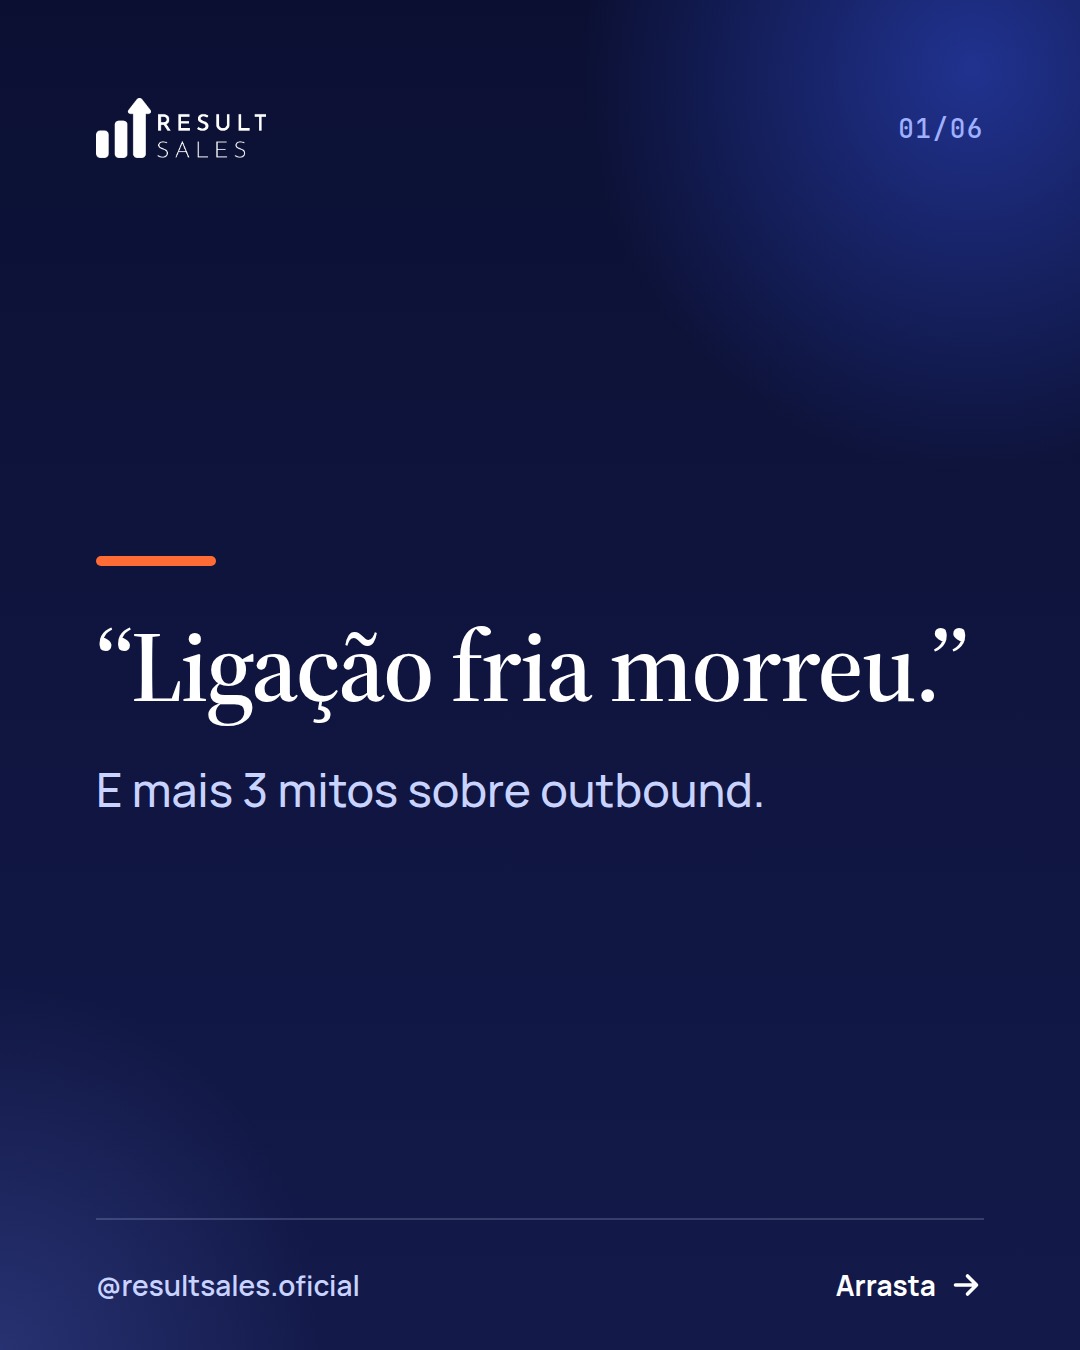 RESULT
SALES
01/06
“Ligação fria morreu.”
E mais 3 mitos sobre outbound.
@resultsales.oficial
Arrasta →